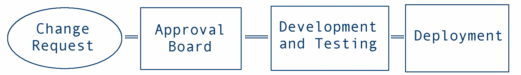 Change
Request
Approval
Board
Development
and Testing
Deployment